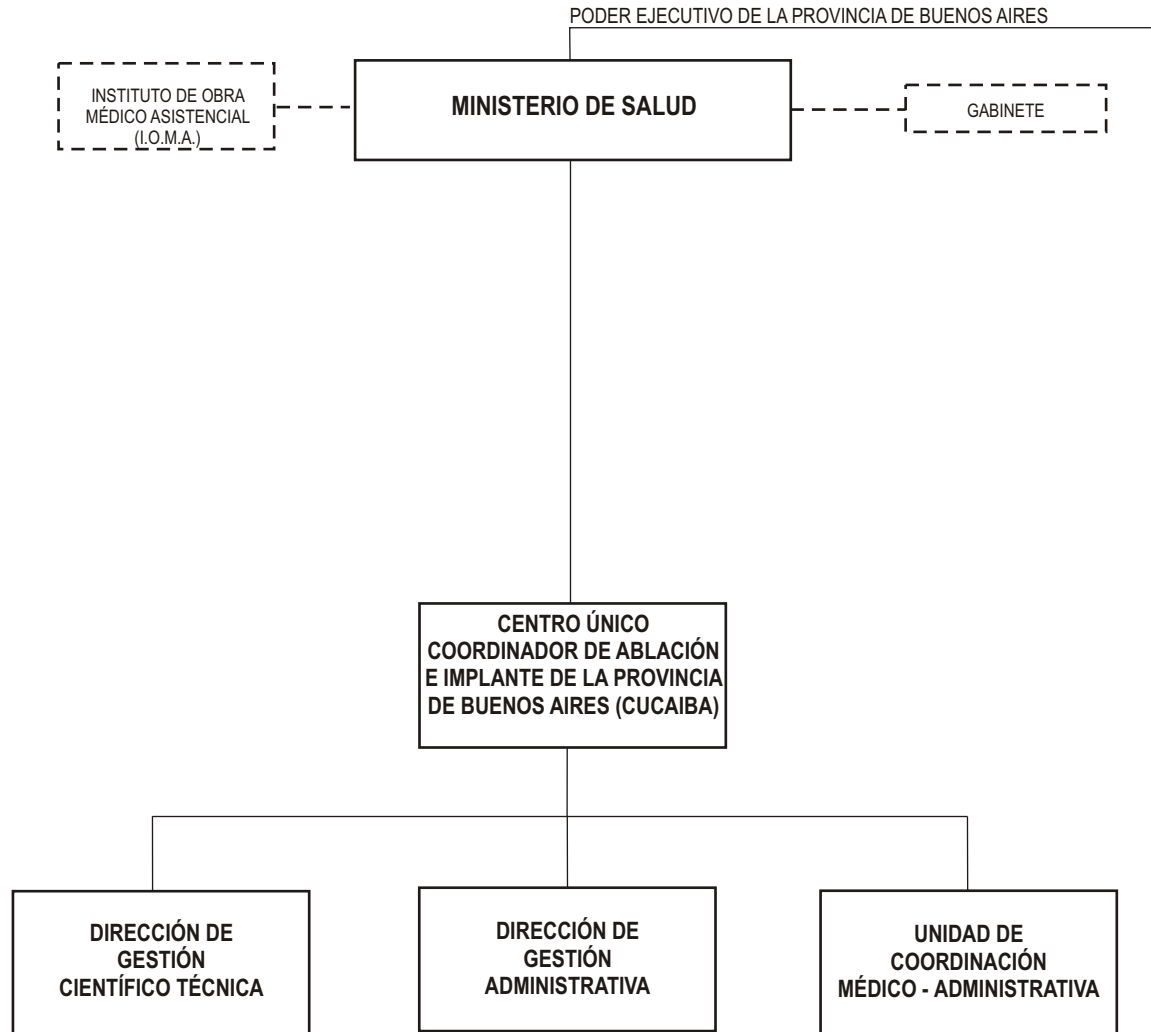 PODER EJECUTIVO DE LA PROVINCIA DE BUENOS AIRES
INSTITUTO DE OBRA
MÉDICO ASISTENCIAL
(I.O.M.A.)
MINISTERIO DE SALUD
GABINETE
CENTRO ÚNICO
COORDINADOR DE ABLACIÓN
E IMPLANTE DE LA PROVINCIA
DE BUENOS AIRES (CUCAIBA)
DIRECCIÓN DE
GESTIÓN
CIENTÍFICO TÉCNICA
DIRECCIÓN DE
GESTIÓN
ADMINISTRATIVA
UNIDAD DE
COORDINACIÓN
MÉDICO - ADMINISTRATIVA